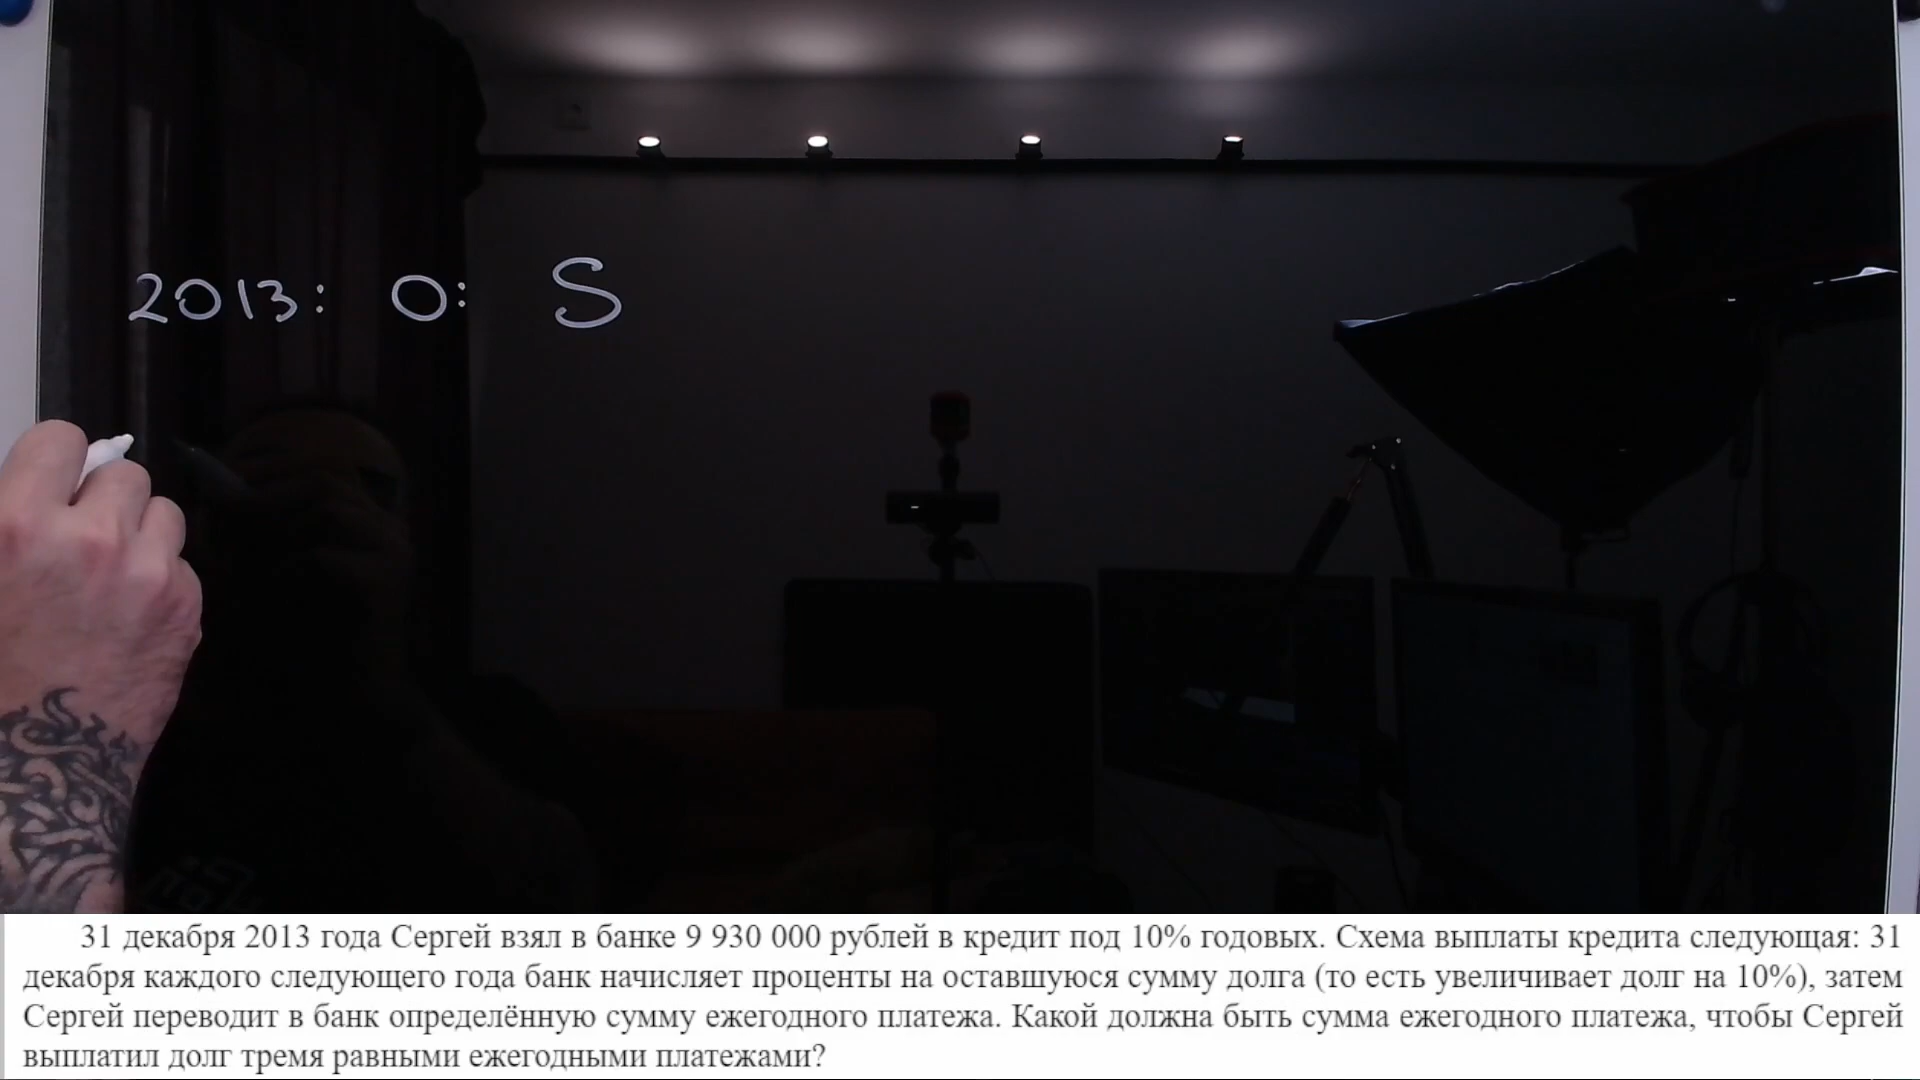 2013: 0: S
31 декабря 2013 года Сергей взял в банке 9 930 000 рублей в кредит под 10% годовых. Схема выплаты кредита следующая: 31
декабря каждого следующего года банк начисляет проценты на оставшуюся сумму долга (то есть увеличивает долг на 10%), затем
Сергей переводит в банк определённую сумму ежегодного платежа. Какой должна быть сумма ежегодного платежа, чтобы Сергей
выплатил долг тремя равными ежегодными платежами?